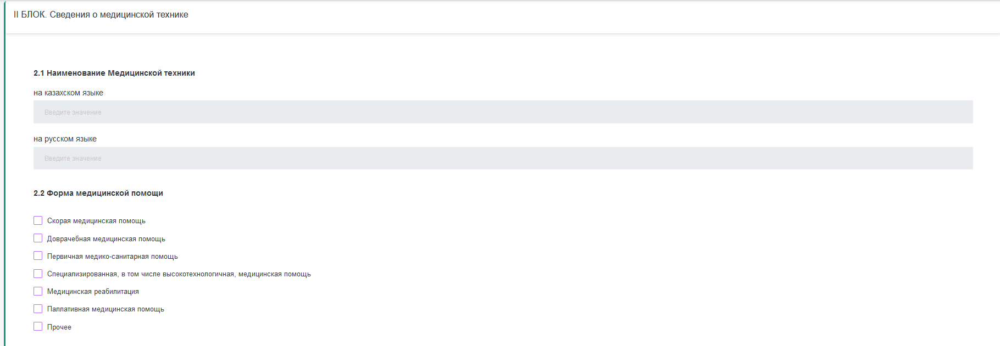 II БЛОК. Сведения о медицинской технике
2.1 Наименование Медицинской техники
на казахском языке
Введите значение
на русском языке
Введите значение
2.2 Форма медицинской помощи
Скорая медицинская помощь
Доврачебная медицинская помощь
Первичная медико-санитарная помощь
Специализированная, в том числе высокотехнологичная, медицинская помощь
Медицинская реабилитация
Паллативная медицинская помощь
Прочее